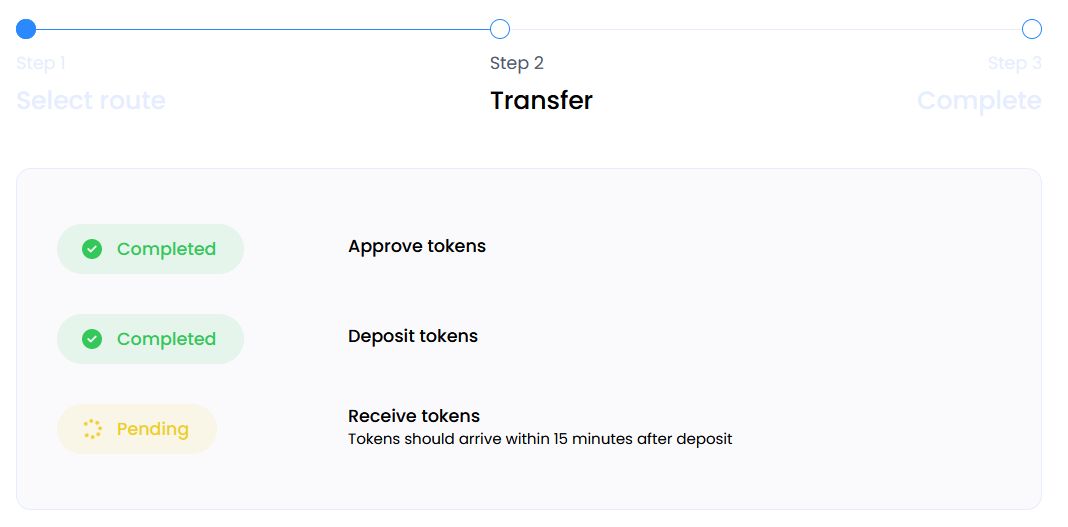 Step 1
Step 2
Step 3
Select route
Transfer
Complete
Completed
Approve tokens
Completed
Deposit tokens
Pending
Receive tokens
Tokens should arrive within 15 minutes after deposit